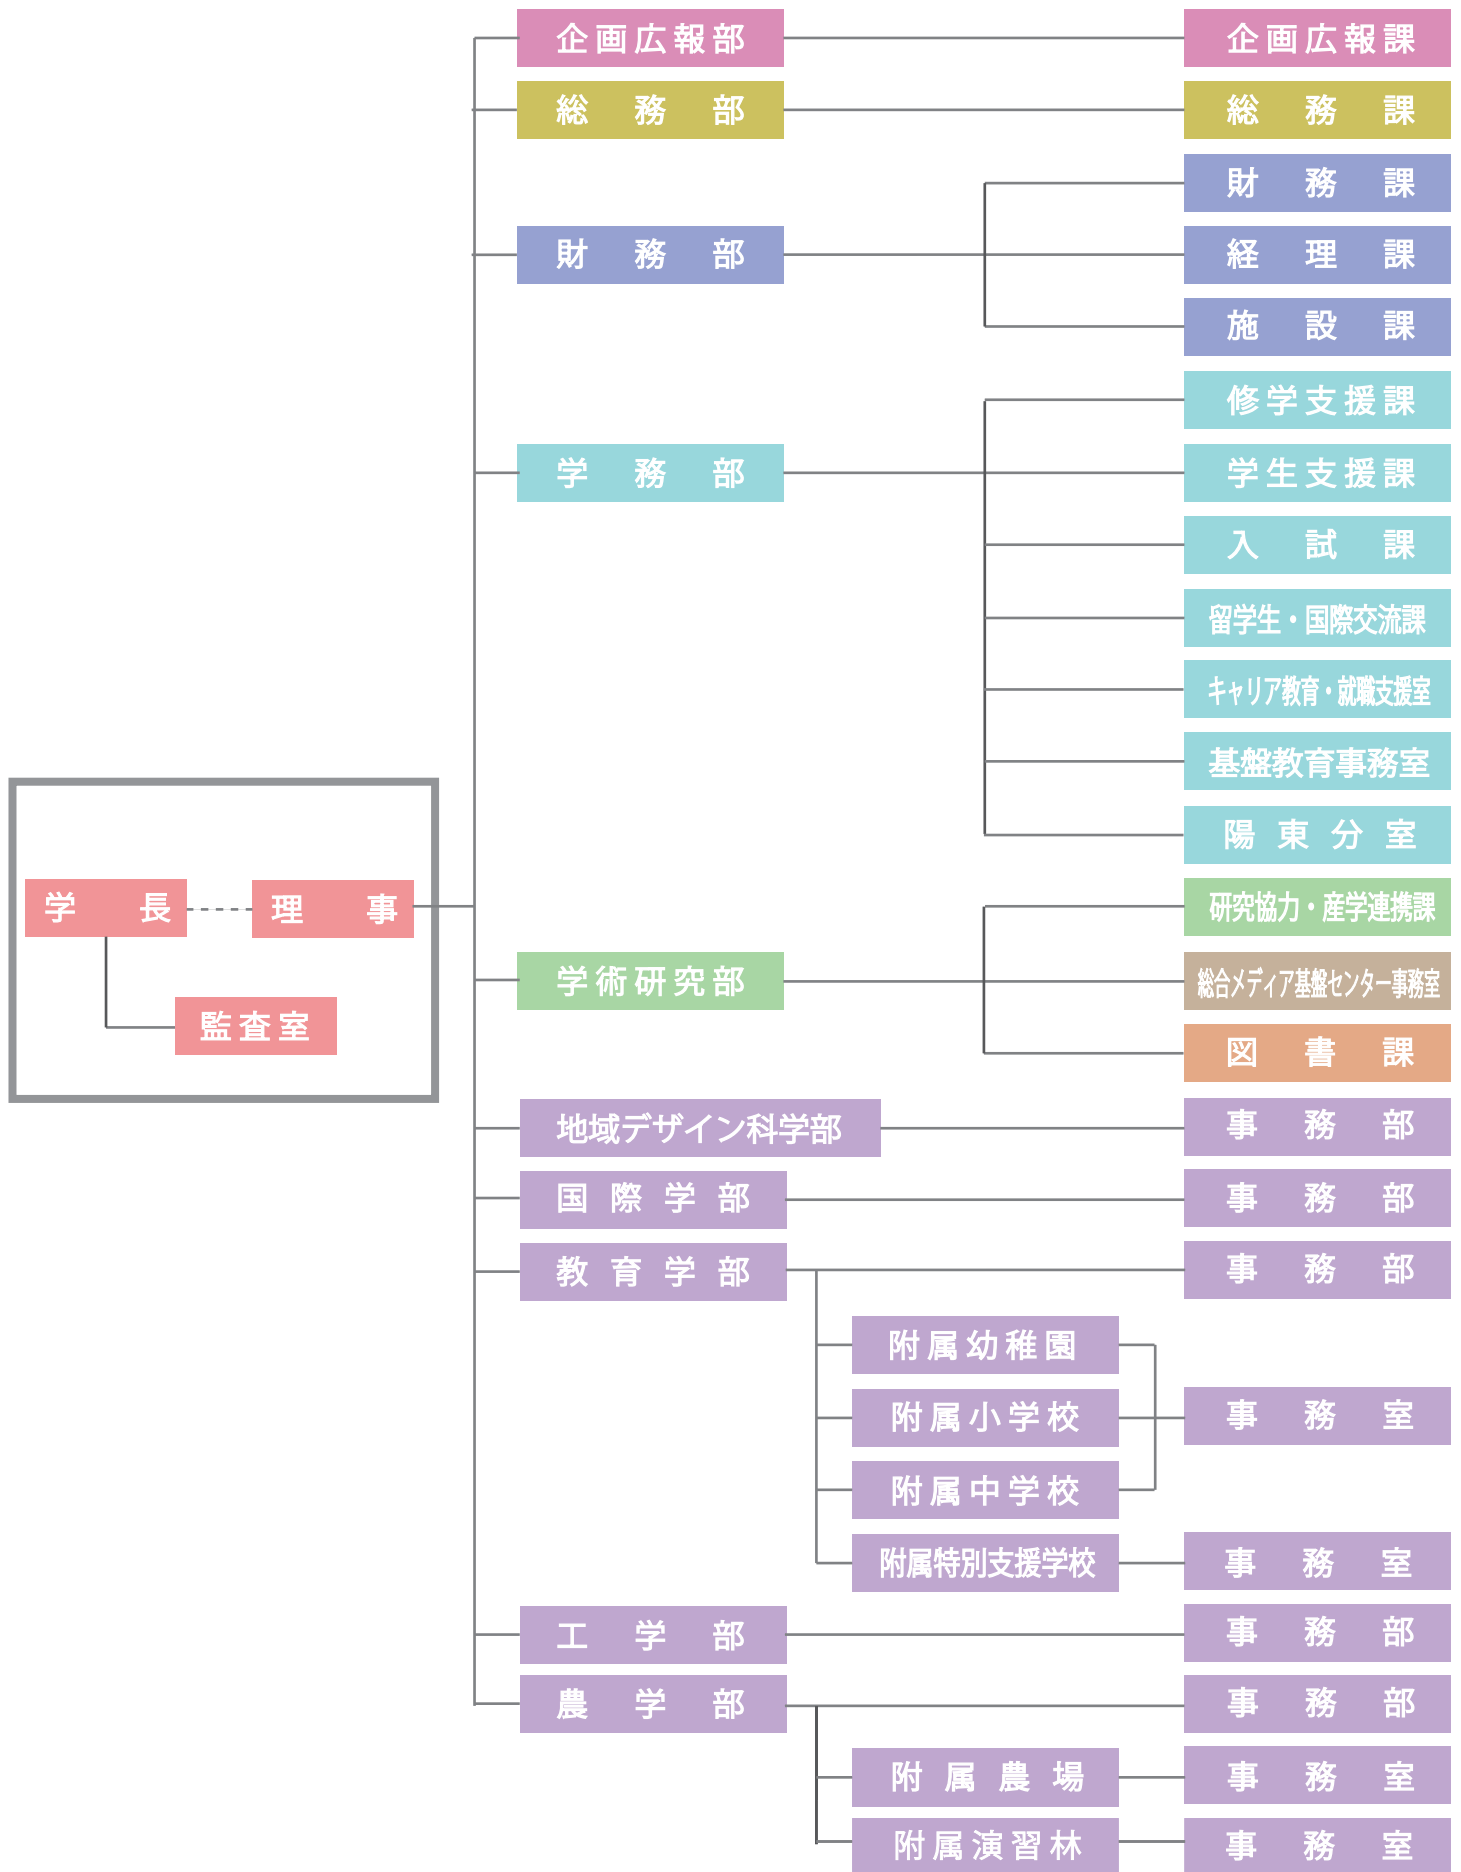 企画広報部 企画広報課
総務部 総務課
財務課
財務部 経理課
施設課
修学支援課
学務部 学生支援課
入試課
留学生・国際交流課
キャリア教育・就職支援室
基盤教育事務室
陽東分室
学長 理事
監査室
研究協力・産学連携課
学術研究部 総合メディア基盤センター事務室
図書課
地域デザイン科学部 事務部
国際学部 事務部
教育学部 事務部
附属幼稚園
附属小学校 事務室
附属中学校
附属特別支援学校 事務室
工学部 事務部
農学部 事務部
附属農場 事務室
附属演習林 事務室